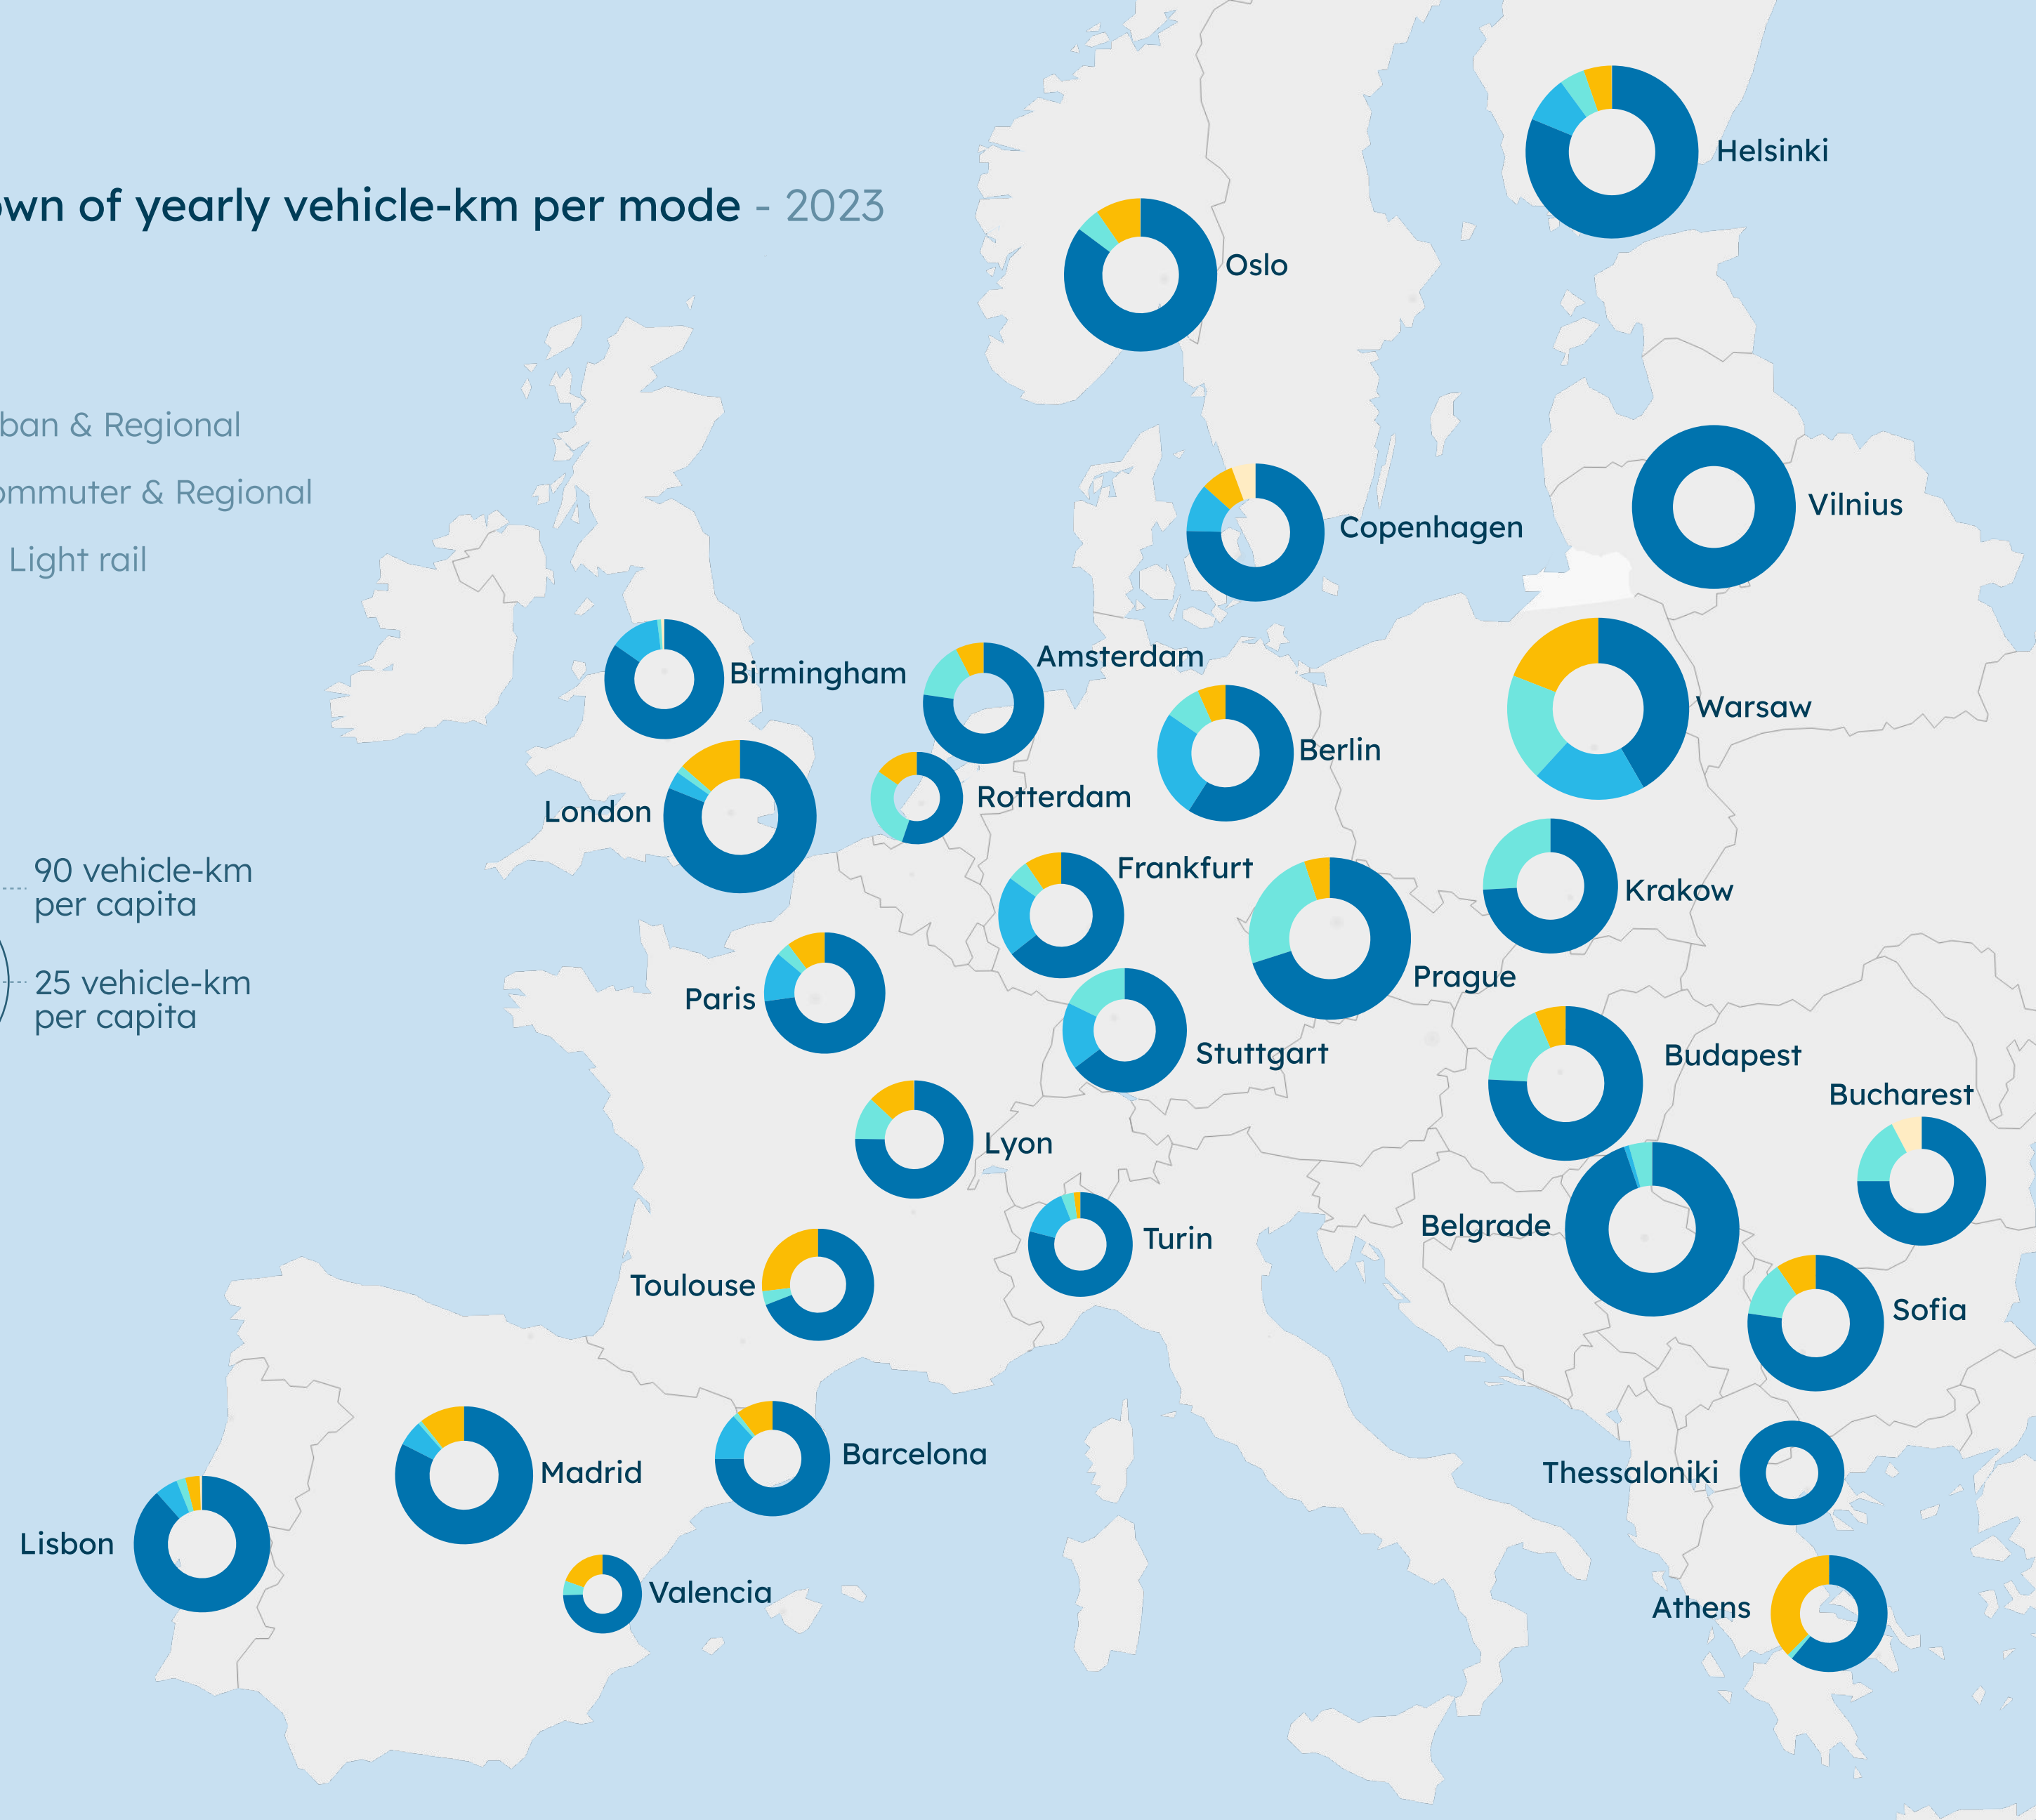 own of yearly vehicle-km per mode - 2023
Helsinki
Oslo
ban & Regional
ommuter & Regional
Light rail
Vilnius
Copenhagen
Birmingham
Amsterdam
Warsaw
Berlin
Rotterdam
London
90 vehicle-km
per capita
Frankfurt
Krakow
25 vehicle-km
per capita
Paris
Prague
Stuttgart
Budapest
Bucharest
Lyon
Belgrade
Turin
Toulouse
Sofia
Madrid
Barcelona
Thessaloniki
Lisbon
Valencia
Athens